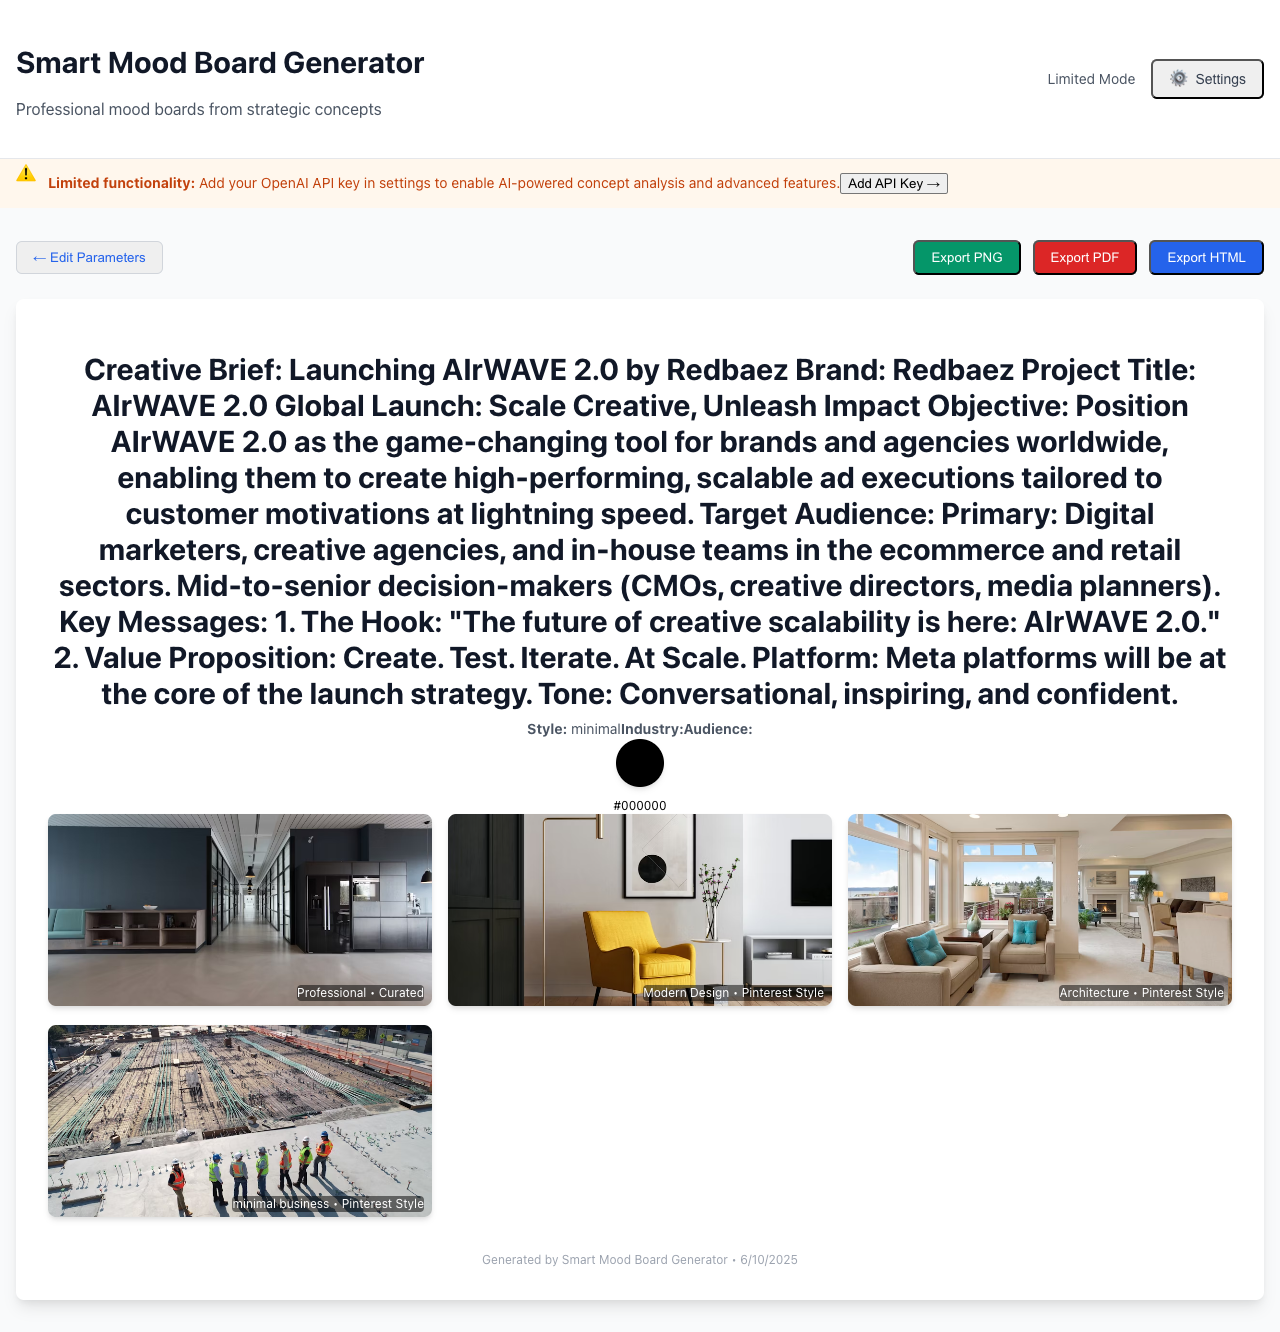 Smart Mood Board Generator
Professional mood boards from strategic concepts
Limited Mode
⚙️ Settings
⚠️ Limited functionality: Add your OpenAI API key in settings to enable AI-powered concept analysis and advanced features. Add API Key →
← Edit Parameters
Export PNG
Export PDF
Export HTML
Creative Brief: Launching AIrWAVE 2.0 by Redbaez Brand: Redbaez Project Title:
AIrWAVE 2.0 Global Launch: Scale Creative, Unleash Impact Objective: Position
AIrWAVE 2.0 as the game-changing tool for brands and agencies worldwide,
enabling them to create high-performing, scalable ad executions tailored to
customer motivations at lightning speed. Target Audience: Primary: Digital
marketers, creative agencies, and in-house teams in the ecommerce and retail
sectors. Mid-to-senior decision-makers (CMOs, creative directors, media planners).
Key Messages: 1. The Hook: "The future of creative scalability is here: AIrWAVE 2.0."
2. Value Proposition: Create. Test. Iterate. At Scale. Platform: Meta platforms will be at
the core of the launch strategy. Tone: Conversational, inspiring, and confident.
Style: minimalIndustry:Audience:
#000000
Professional • Curated
Modern Design • Pinterest Style
Architecture • Pinterest Style
minimal business • Pinterest Style
Generated by Smart Mood Board Generator • 6/10/2025